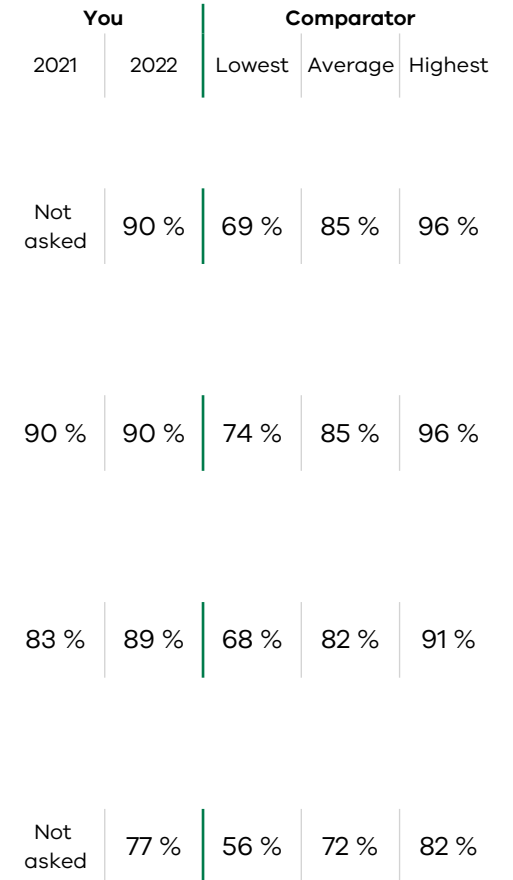 You Comparator
2021 2022 Lowest Average Highest
Not
asked 90 % 69 % 85 % 96 %
90 % 90 % 74 % 85 % 96 %
83 % 89 % 68 % 82 % 91 %
Not
asked 77 % 56 % 72 % 82 %